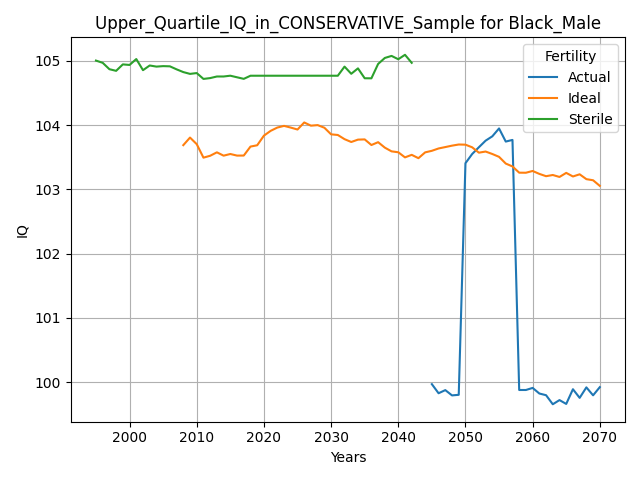 Upper_Quartile_IQ_in_CONSERVATIVE_Sample for Black_Male
Fertility
Actual
Ideal
Sterile
105
104
103
102
101
100
IQ
2000 2010 2020 2030 2040 2050 2060 2070
Years